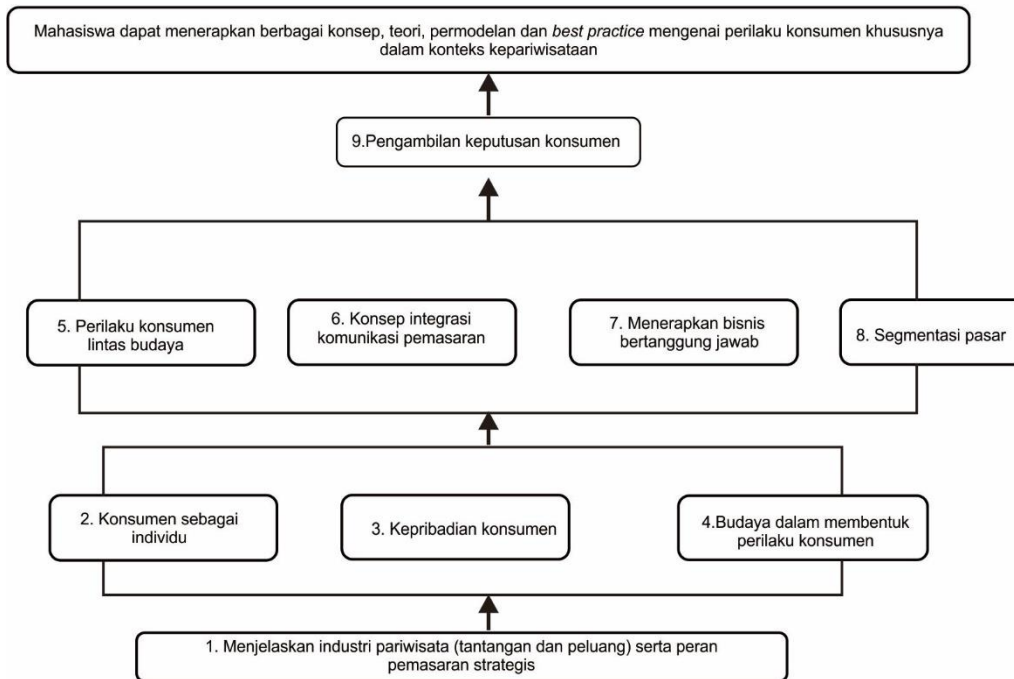 Mahasiswa dapat menerapkan berbagai konsep, teori, permodelan dan best practice mengenai perilaku konsumen khususnya
dalam konteks kepariwisataan
9.Pengambilan keputusan konsumen
5. Perilaku konsumen
lintas budaya
6. Konsep integrasi
komunikasi pemasaran
7. Menerapkan bisnis
bertanggung jawab
8. Segmentasi pasar
2. Konsumen sebagai
individu
3. Kepribadian konsumen
4.Budaya dalam membentuk
perilaku konsumen
1. Menjelaskan industri pariwisata (tantangan dan peluang) serta peran
pemasaran strategis